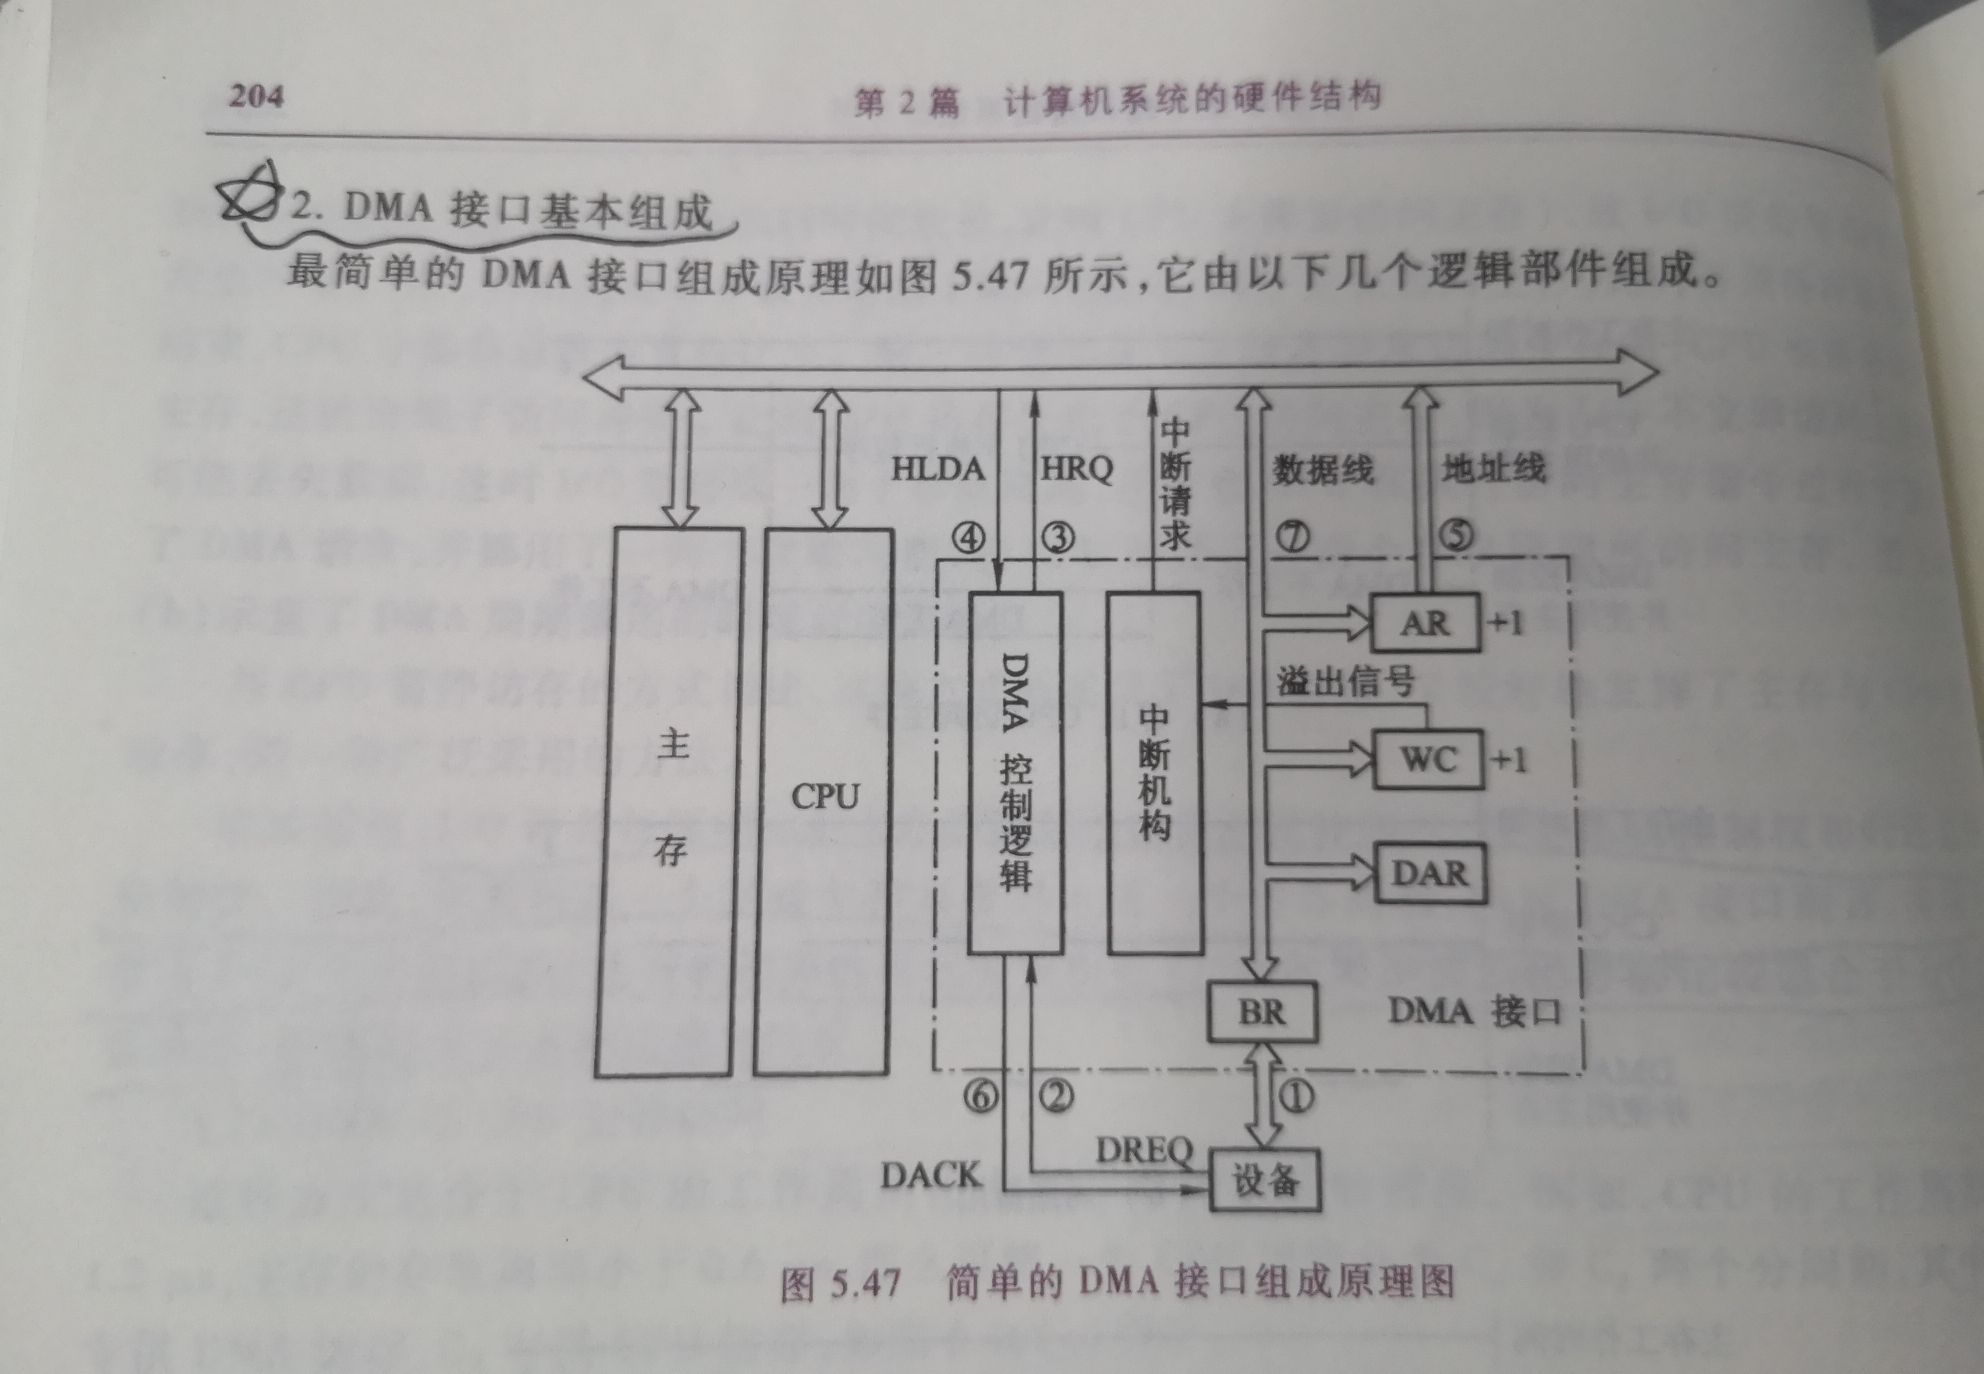 204
第 2 篇 计算机系统的硬件结构
2. DMA 接口基本组成
最简单的 DMA 接口组成原理如图 5.47 所示,它由以下几个逻辑部件组成。
HLDA
HRQ
中断请求
数据线
地址线
④
③
⑦
⑤
主存
CPU
DMA 控制逻辑
中断机构
AR
+1
溢出信号
WC
+1
DAR
BR
DMA 接口
⑥
②
①
DREQ
DACK
设备
图 5.47 简单的 DMA 接口组成原理图